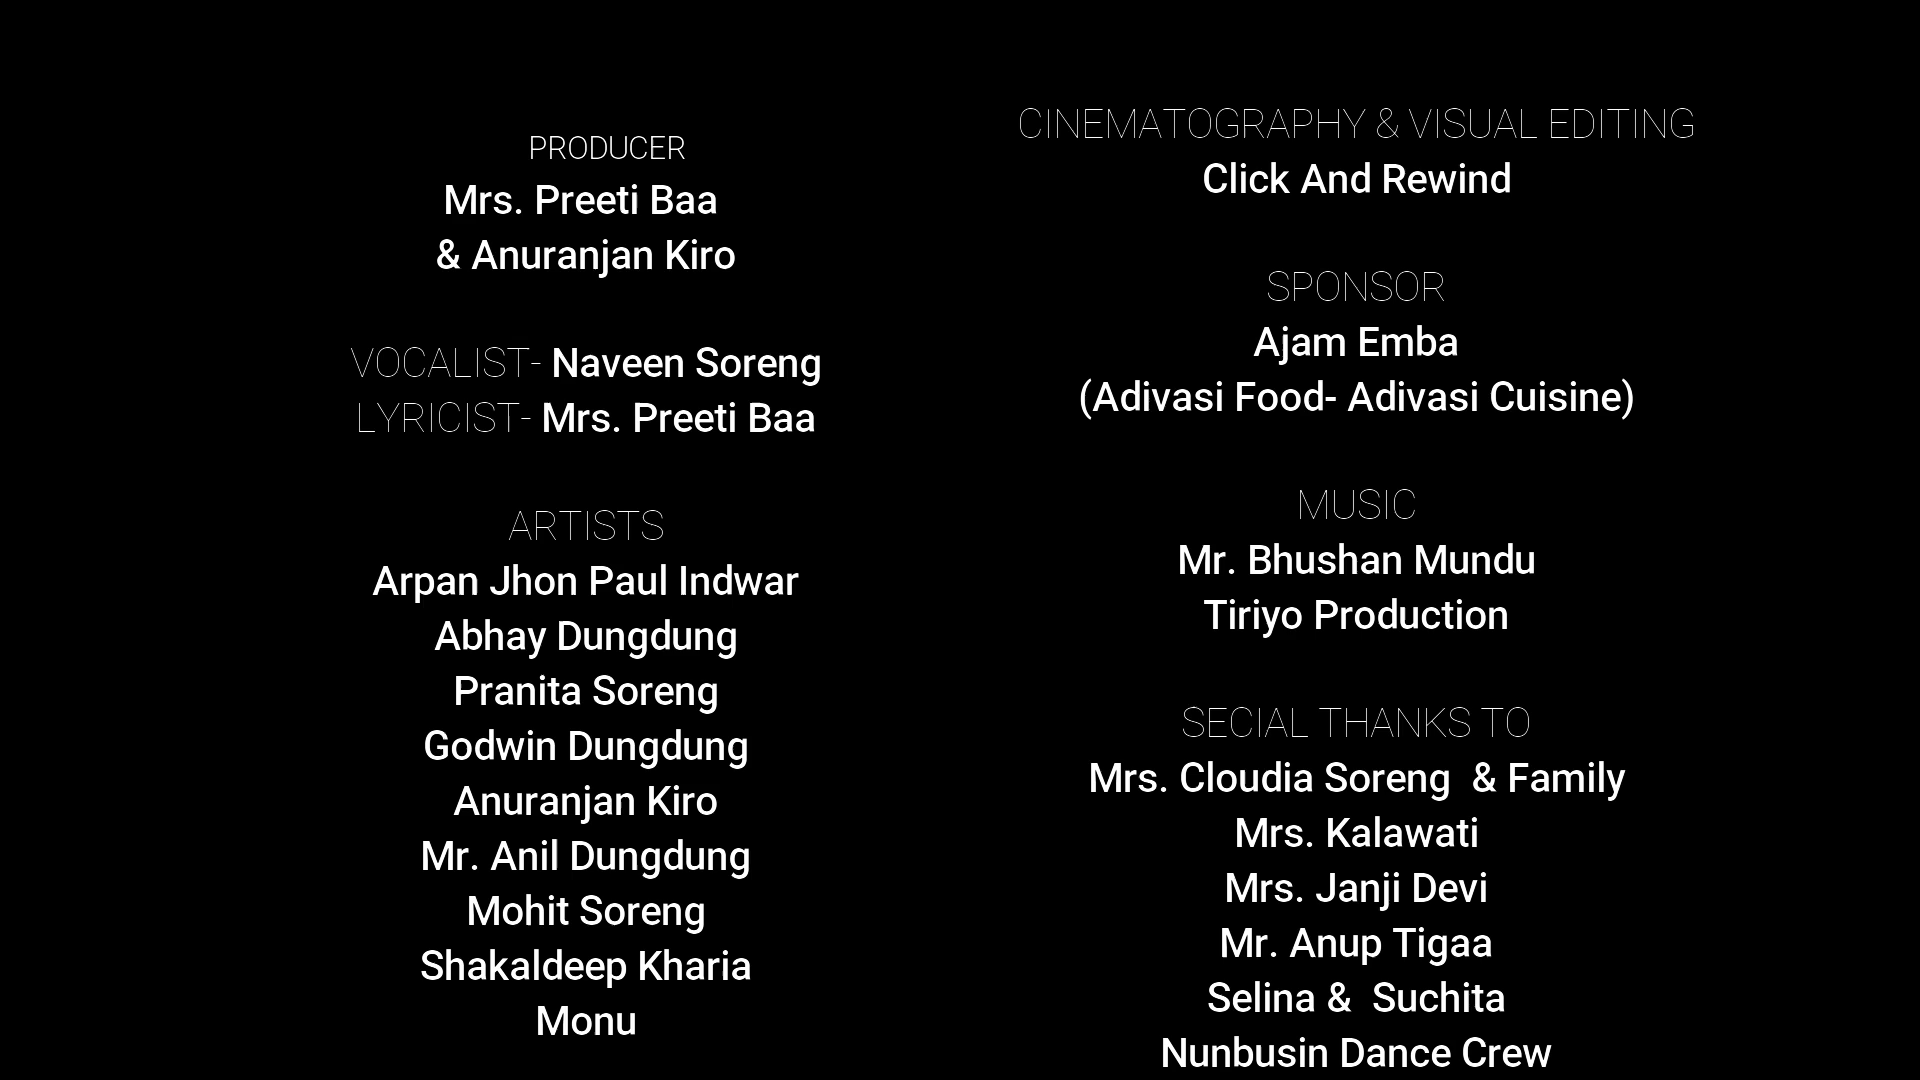 PRODUCER
Mrs. Preeti Baa
& Anuranjan Kiro
VOCALIST- Naveen Soreng
LYRICIST- Mrs. Preeti Baa
ARTISTS
Arpan Jhon Paul Indwar
Abhay Dungdung
Pranita Soreng
Godwin Dungdung
Anuranjan Kiro
Mr. Anil Dungdung
Mohit Soreng
Shakaldeep Kharia
Monu
CINEMATOGRAPHY & VISUAL EDITING
Click And Rewind
SPONSOR
Ajam Emba
(Adivasi Food- Adivasi Cuisine)
MUSIC
Mr. Bhushan Mundu
Tiriyo Production
SECIAL THANKS TO
Mrs. Cloudia Soreng  & Family
Mrs. Kalawati
Mrs. Janji Devi
Mr. Anup Tigaa
Selina &  Suchita
Nunbusin Dance Crew